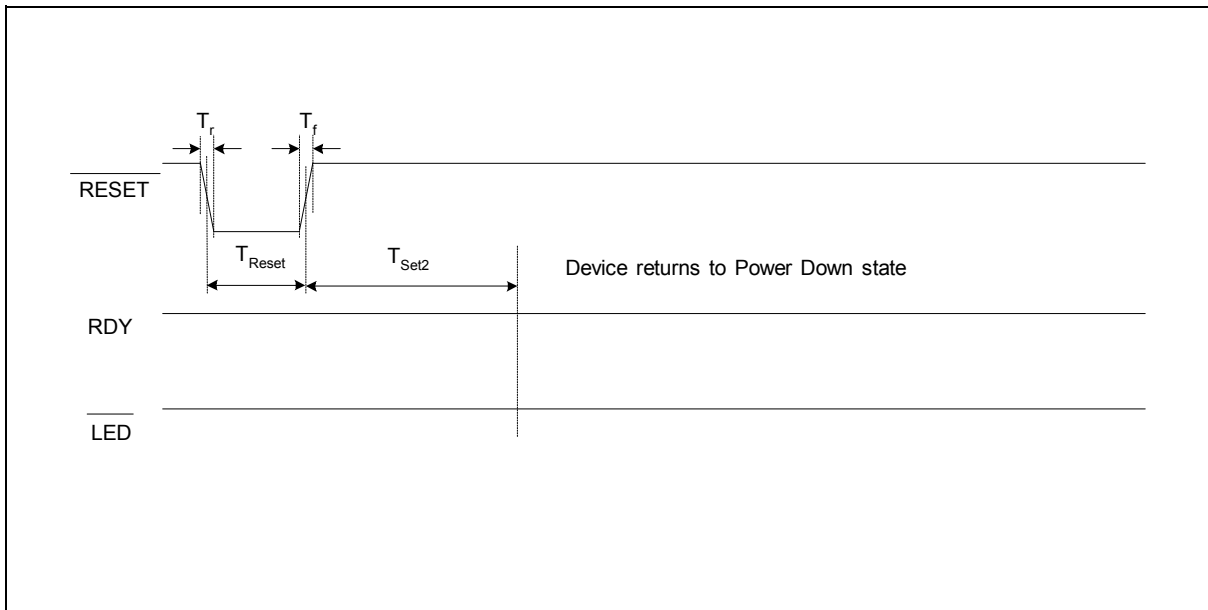 Tr
Tf
RESET
TReset
TSet2
Device returns to Power Down state
RDY
LED